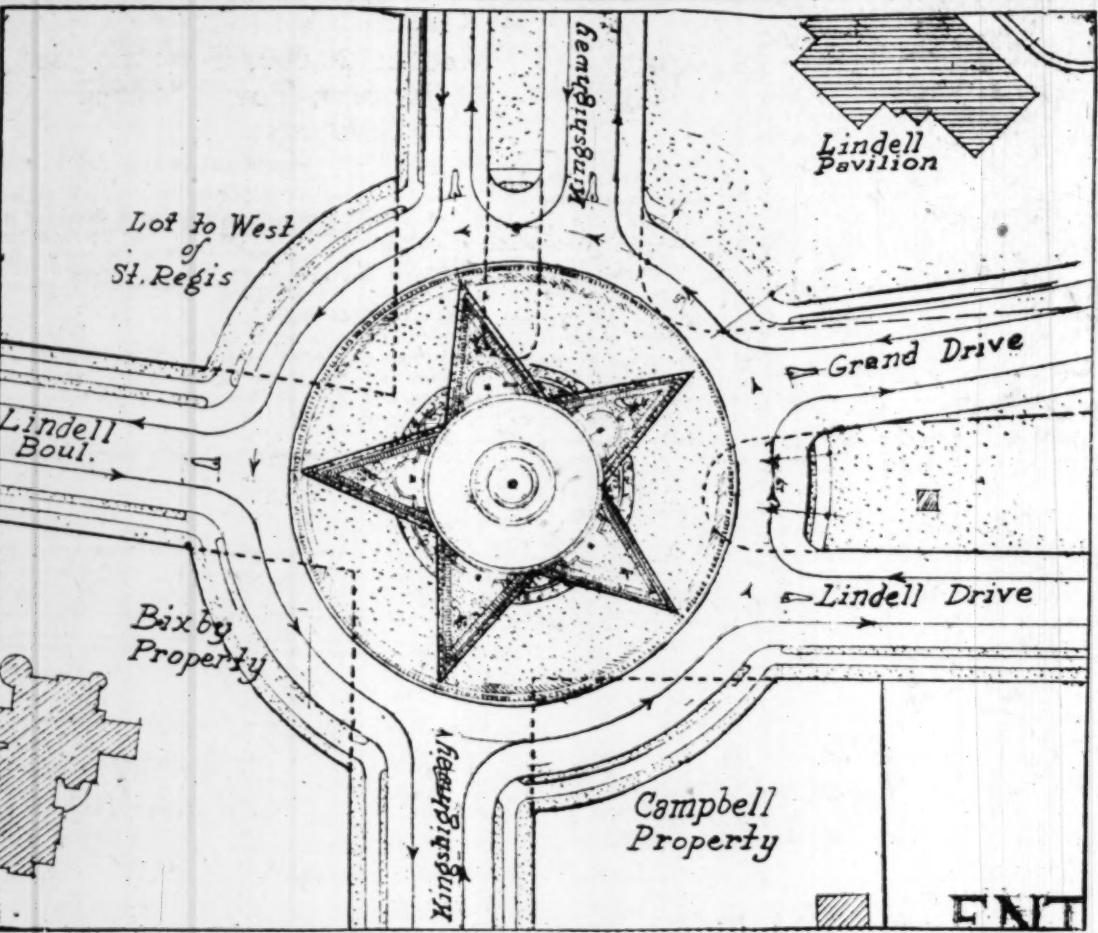 Kingshighway
Lindell
Pavilion
Lot to West
of
St. Regis
Grand Drive
Lindell
Boul.
Lindell Drive
Bixby
Property
Kingshighway
Campbell
Property
ENT